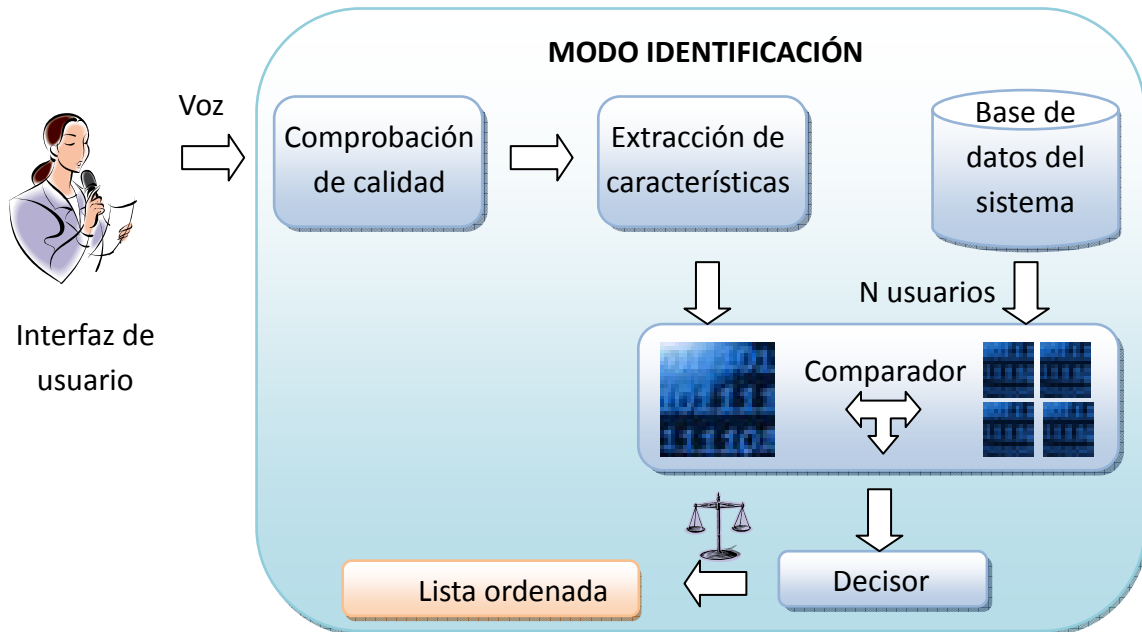 MODO IDENTIFICACIÓN
Voz
Comprobación
de calidad
Extracción de
características
Base de
datos del
sistema
Interfaz de
usuario
N usuarios
Comparador
Decisor
Lista ordenada